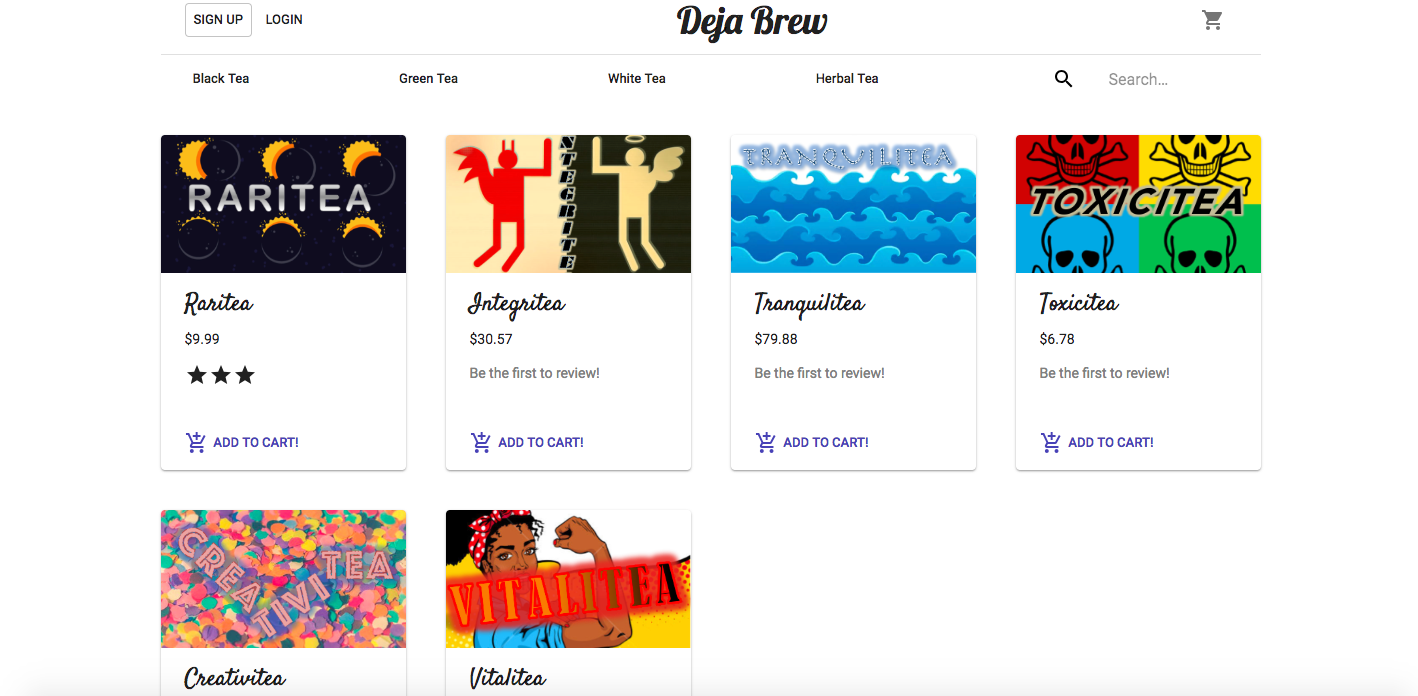 SIGN UP LOGIN Deja Brew
Black Tea Green Tea White Tea Herbal Tea Search...
RARITEA
Raritea
$9.99
ADD TO CART!
NTEGRITE
Integritea
$30.57
Be the first to review!
ADD TO CART!
TRANQUILITEA
Tranquilitea
$79.88
Be the first to review!
ADD TO CART!
TOXICITEA
Toxicitea
$6.78
Be the first to review!
ADD TO CART!
CREATIVITEA
Creativitea
VITALITEA
Vitalitea